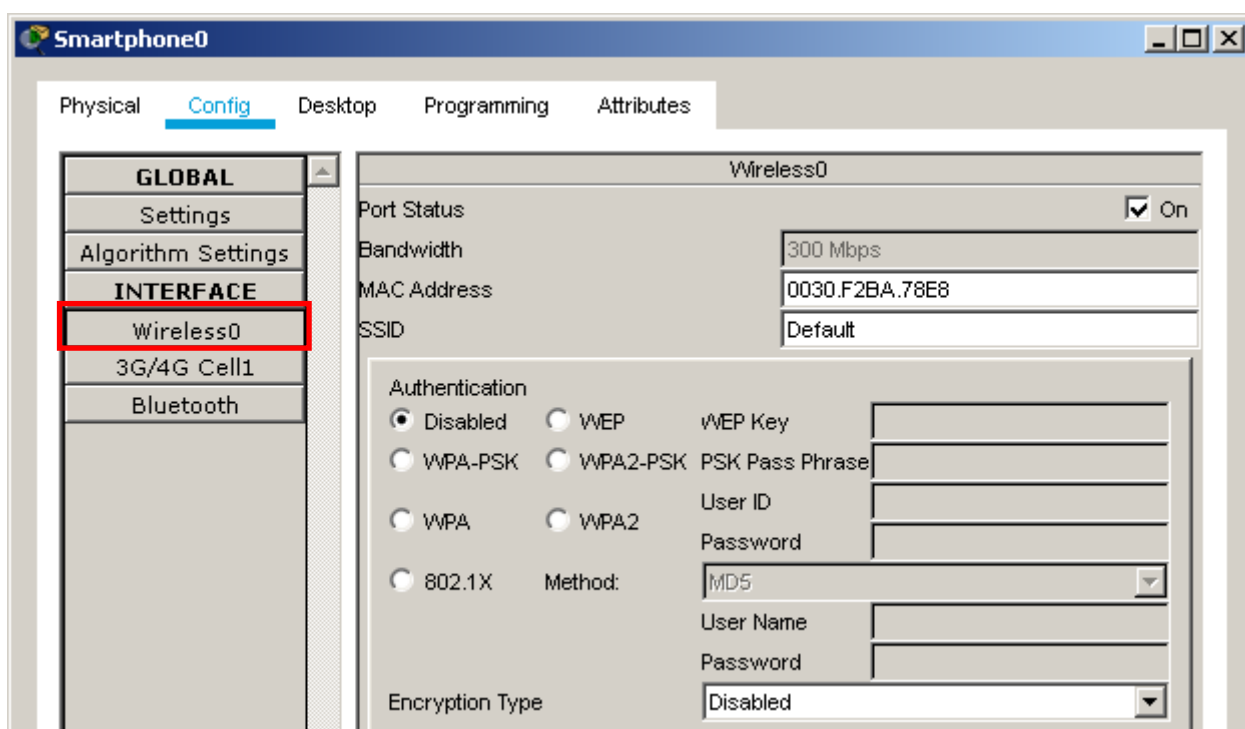 Smartphone0
Physical Config Desktop Programming Attributes
GLOBAL
Settings
Algorithm Settings
INTERFACE
Wireless0
3G/4G Cell1
Bluetooth
Wireless0
Port Status On
Bandwidth 300 Mbps
MAC Address 0030.F2BA.78E8
SSID Default
Authentication
Disabled WEP WEP Key
WPA-PSK WPA2-PSK PSK Pass Phrase
User ID
WPA WPA2
Password
802.1X Method: MD5
User Name
Password
Encryption Type Disabled